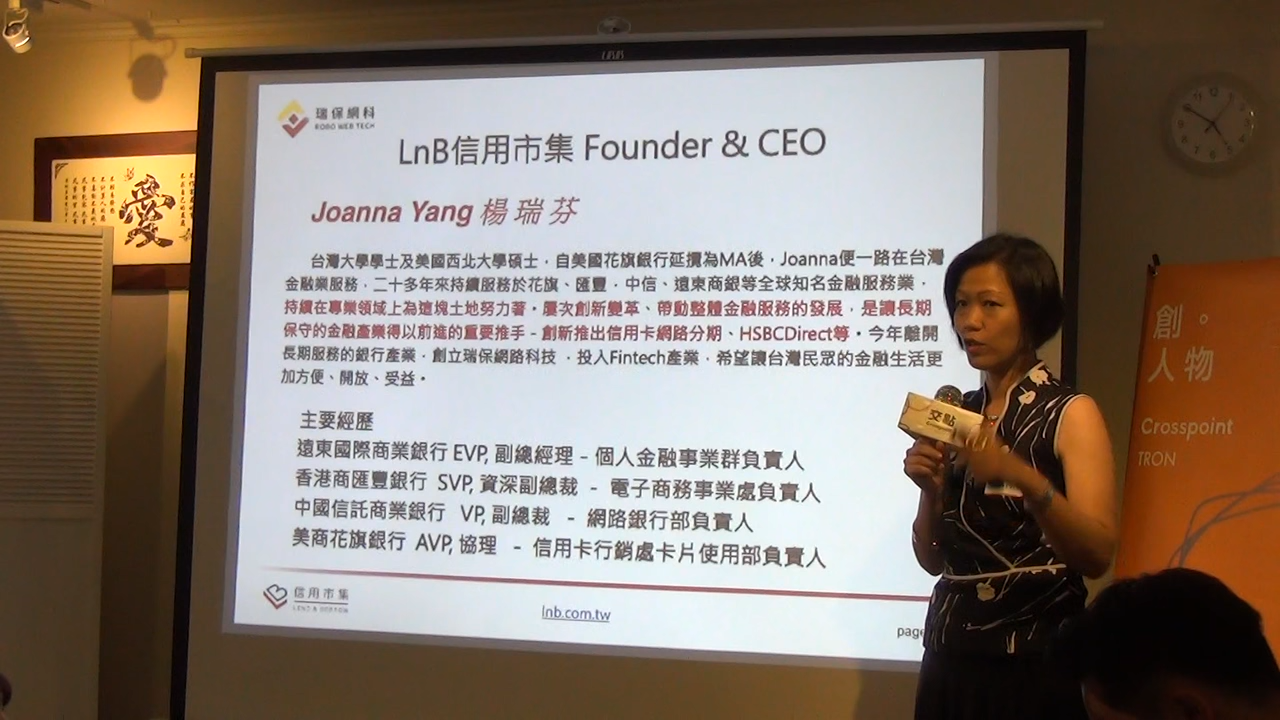 瑞保網科
ROBO WEB TECH
LnB信用市集 Founder & CEO
Joanna Yang 楊瑞芬
台灣大學學士及美國西北大學碩士，自美國花旗銀行延攬為MA後，Joanna便一路在台灣
金融業服務，二十多年來持續服務於花旗、匯豐、中信、遠東商銀等全球知名金融服務業，
持續在專業領域上為這塊土地努力著。屢次創新變革、帶動整體金融服務的發展，是讓長期
保守的金融產業得以前進的重要推手－創新推出信用卡網路分期、HSBCDirect等。今年離開
長期服務的銀行產業，創立瑞保網路科技，投入Fintech產業，希望讓台灣民眾的金融生活更
加方便、開放、受益。
主要經歷
遠東國際商業銀行 EVP, 副總經理 – 個人金融事業群負責人
香港商匯豐銀行 SVP, 資深副總裁 – 電子商務事業處負責人
中國信託商業銀行 VP, 副總裁 – 網路銀行部負責人
美商花旗銀行 AVP, 協理 – 信用卡行銷處卡片使用部負責人
信用市集
lnb.com.tw
page
愛
交點
創。
人物
Crosspoint
TRON